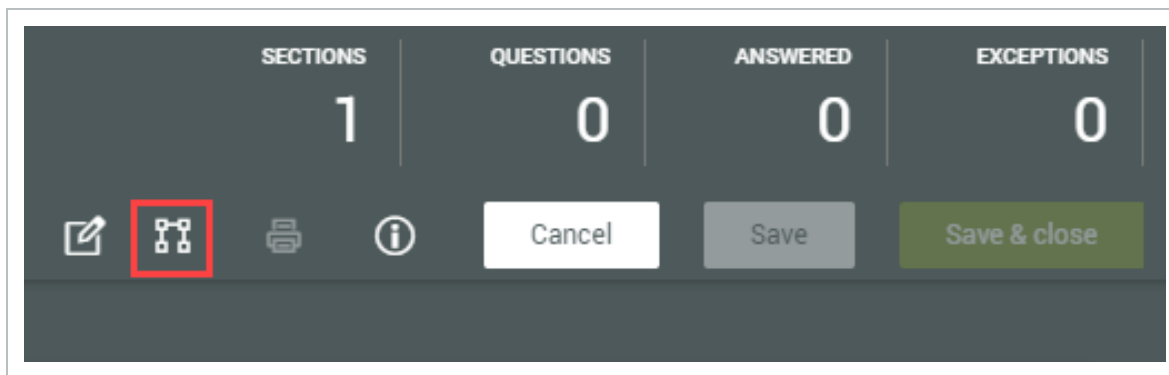 SECTIONS QUESTIONS ANSWERED EXCEPTIONS
1 0 0 0
Cancel Save Save & close